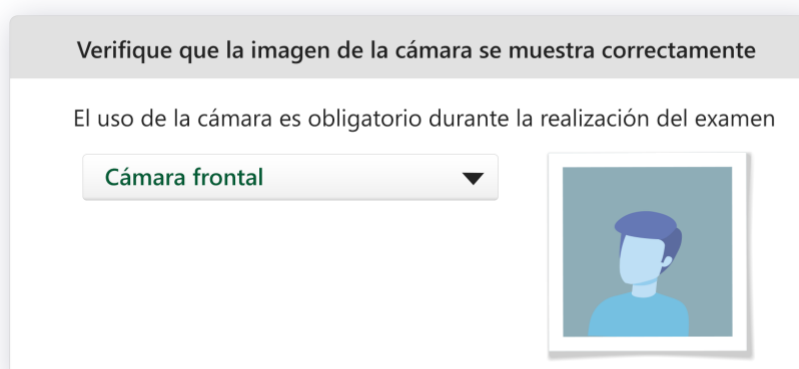 Verifique que la imagen de la cámara se muestra correctamente
El uso de la cámara es obligatorio durante la realización del examen
Cámara frontal